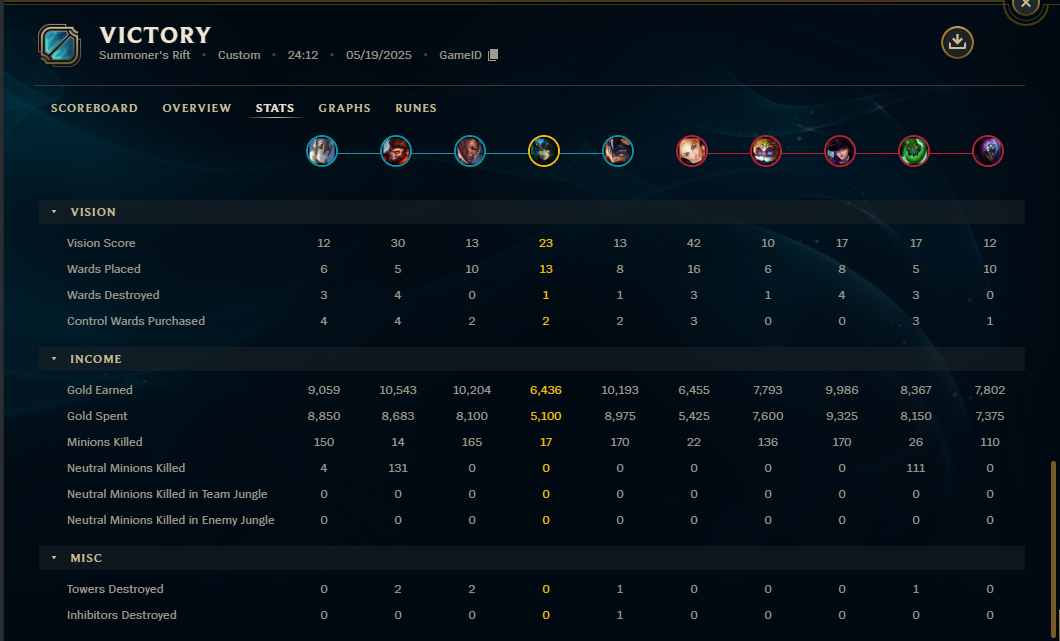 VICTORY
Summoner's Rift • Custom • 24:12 • 05/19/2025 • GameID
SCOREBOARD OVERVIEW STATS GRAPHS RUNES
VISION
Vision Score 12 30 13 23 13 42 10 17 17 12
Wards Placed 6 5 10 13 8 16 6 8 5 10
Wards Destroyed 3 4 0 1 1 3 1 4 3 0
Control Wards Purchased 4 4 2 2 2 3 0 0 3 1
INCOME
Gold Earned 9,059 10,543 10,204 6,436 10,193 6,455 7,793 9,986 8,367 7,802
Gold Spent 8,850 8,683 8,100 5,100 8,975 5,425 7,600 9,325 8,150 7,375
Minions Killed 150 14 165 17 170 22 136 170 26 110
Neutral Minions Killed 4 131 0 0 0 0 0 0 111 0
Neutral Minions Killed in Team Jungle 0 0 0 0 0 0 0 0 0 0
Neutral Minions Killed in Enemy Jungle 0 0 0 0 0 0 0 0 0 0
MISC
Towers Destroyed 0 2 2 0 1 0 0 0 1 0
Inhibitors Destroyed 0 0 0 0 1 0 0 0 0 0